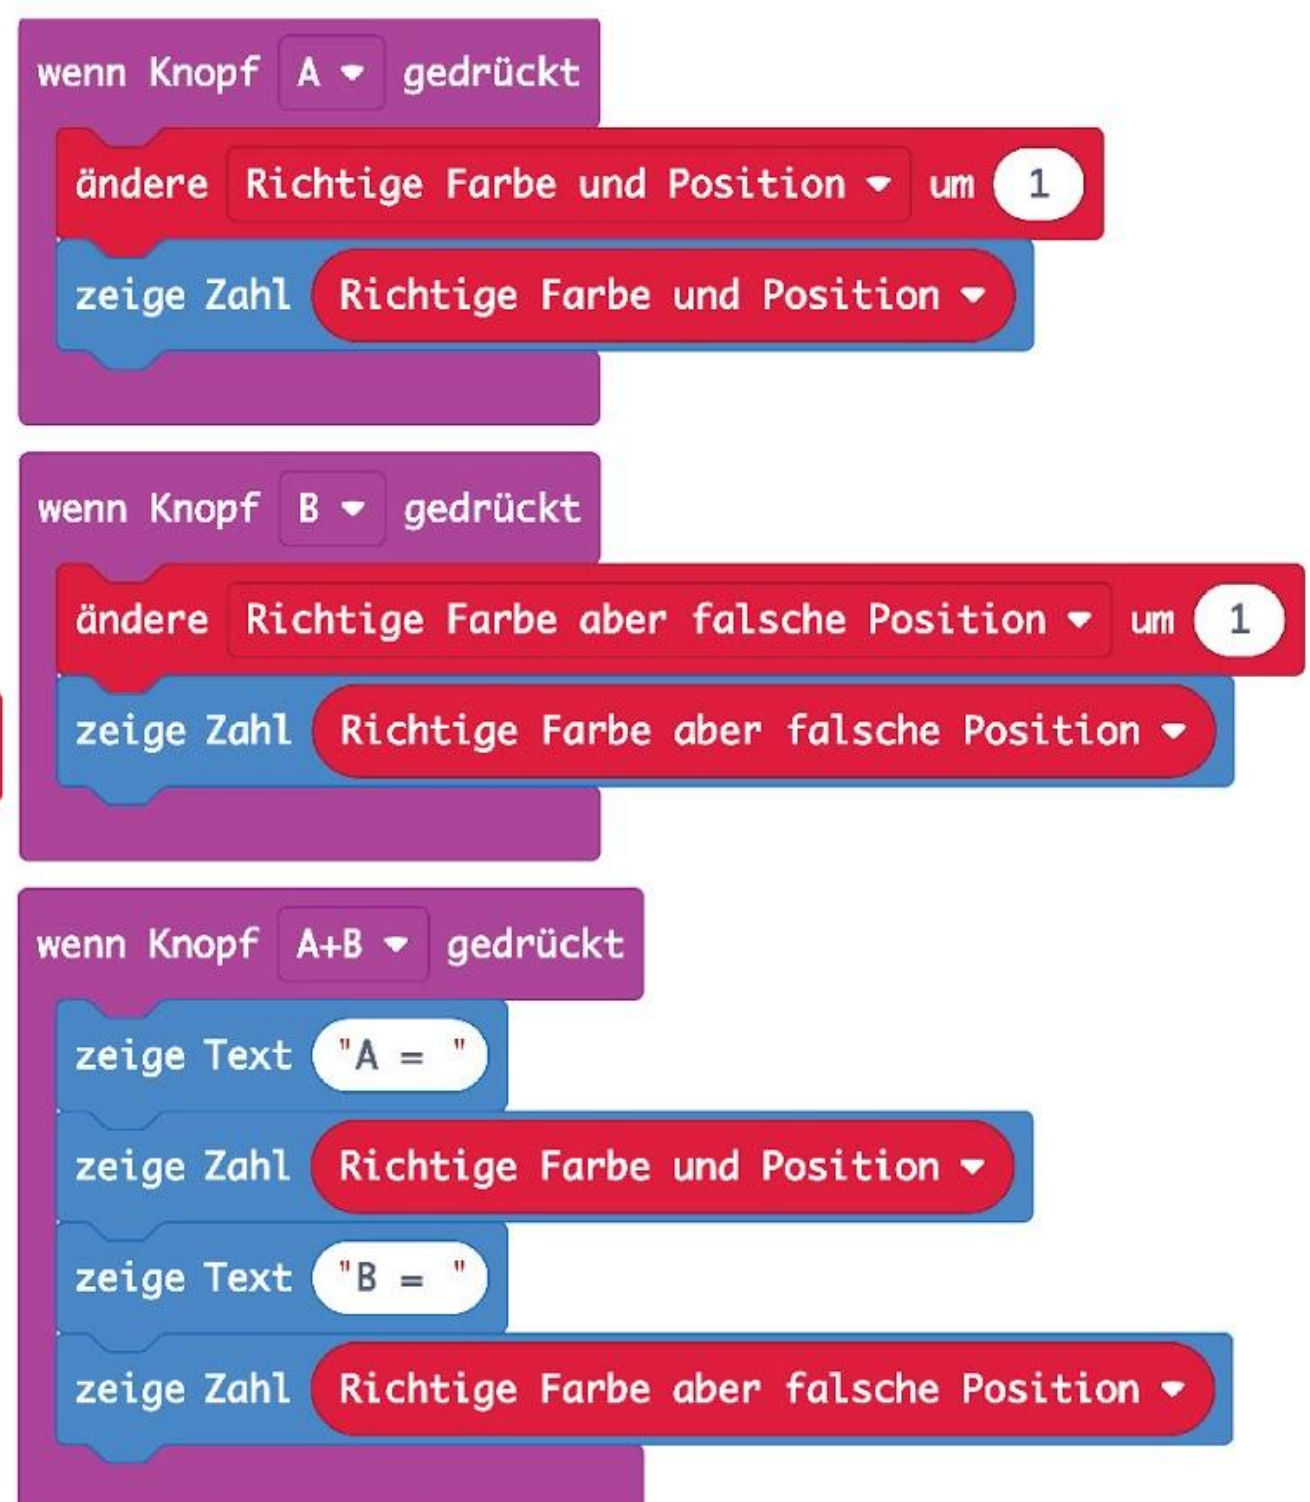 wenn Knopf A gedrückt
ändere Richtige Farbe und Position um 1
zeige Zahl Richtige Farbe und Position
wenn Knopf B gedrückt
ändere Richtige Farbe aber falsche Position um 1
zeige Zahl Richtige Farbe aber falsche Position
wenn Knopf A+B gedrückt
zeige Text "A = "
zeige Zahl Richtige Farbe und Position
zeige Text "B = "
zeige Zahl Richtige Farbe aber falsche Position